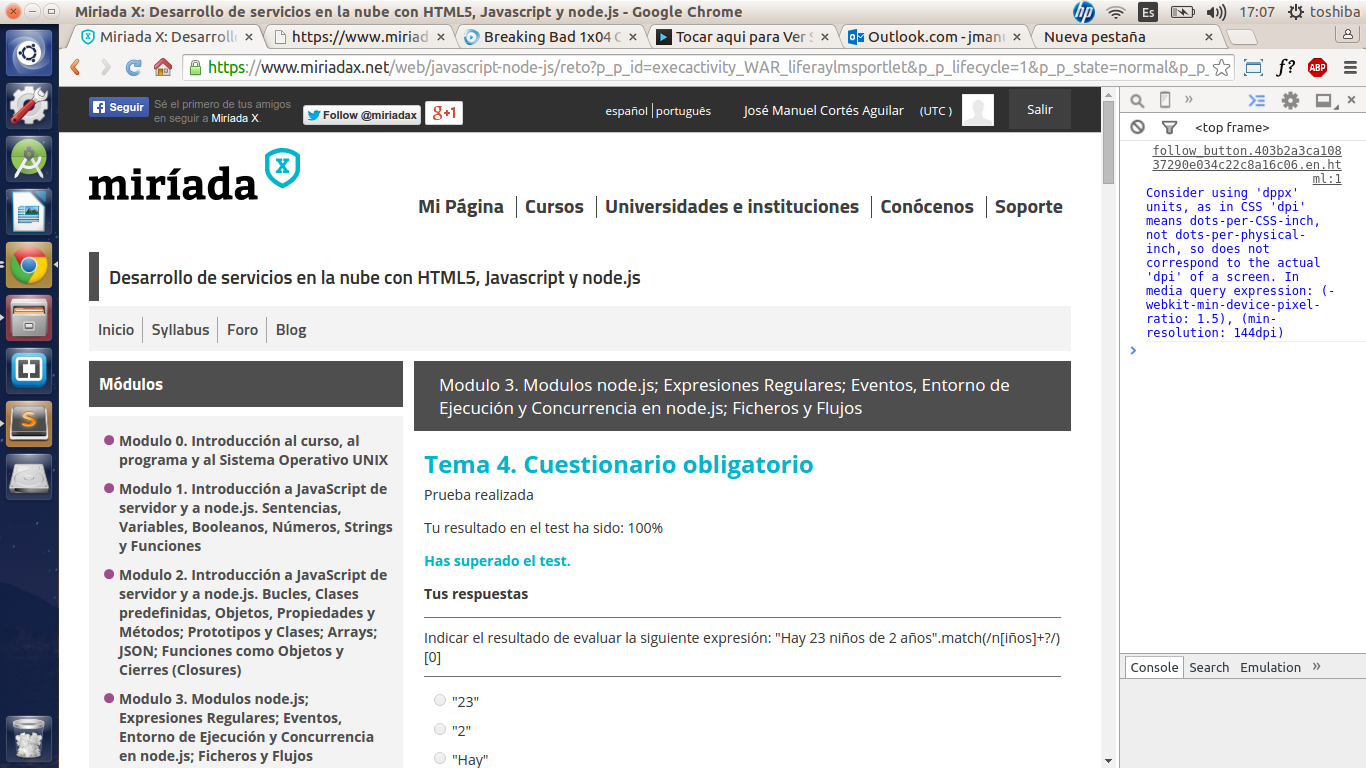 Miriada X: Desarrollo de servicios en la nube con HTML5, Javascript y node.js - Google Chrome
Es
17:07
toshiba
Miriada X: Desarroll
https://www.miriad
Breaking Bad 1x04
Tocar aqui para Ver S
Outlook.com - jmanu
Nueva pestaña
https://www.miriadax.net/web/javascript-node-js/reto?p_p_id=execactivity_WAR_liferaylmsportlet&p_p_lifecycle=1&p_p_state=normal&p_p_
f?
ABP
Seguir
Sé el primero de tus amigos
en seguir a Miríada X.
Follow @miriadax
g+1
español
português
José Manuel Cortés Aguilar
(UTC )
Salir
miríada X
Mi Página
Cursos
Universidades e instituciones
Conócenos
Soporte
Desarrollo de servicios en la nube con HTML5, Javascript y node.js
Inicio
Syllabus
Foro
Blog
Módulos
Modulo 0. Introducción al curso, al
programa y al Sistema Operativo UNIX
Modulo 1. Introducción a JavaScript de
servidor y a node.js. Sentencias,
Variables, Booleanos, Números, Strings
y Funciones
Modulo 2. Introducción a JavaScript de
servidor y a node.js. Bucles, Clases
predefinidas, Objetos, Propiedades y
Métodos; Prototipos y Clases; Arrays;
JSON; Funciones como Objetos y
Cierres (Closures)
Modulo 3. Modulos node.js;
Expresiones Regulares; Eventos,
Entorno de Ejecución y Concurrencia
en node.js; Ficheros y Flujos
Modulo 3. Modulos node.js; Expresiones Regulares; Eventos, Entorno de
Ejecución y Concurrencia en node.js; Ficheros y Flujos
Tema 4. Cuestionario obligatorio
Prueba realizada
Tu resultado en el test ha sido: 100%
Has superado el test.
Tus respuestas
Indicar el resultado de evaluar la siguiente expresión: "Hay 23 niños de 2 años".match(/n[iños]+?/)
[0]
"23"
"2"
"Hay"
<top frame>
follow_button.403b2a3ca108
37290e034c22c8a16c06.en.ht
ml:1
Consider using 'dppx'
units, as in CSS 'dpi'
means dots-per-CSS-inch,
not dots-per-physical-
inch, so does not
correspond to the actual
'dpi' of a screen. In
media query expression: (-
webkit-min-device-pixel-
ratio: 1.5), (min-
resolution: 144dpi)
Console
Search
Emulation